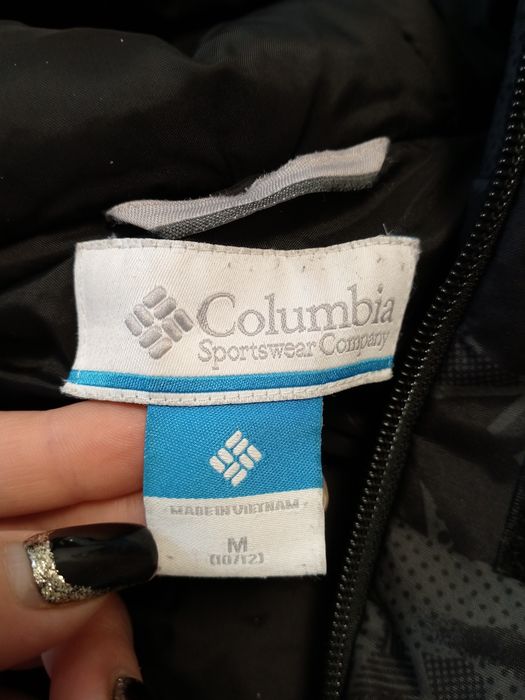 Columbia
Sportswear Company
MADE IN VIETNAM
M
(10/12)